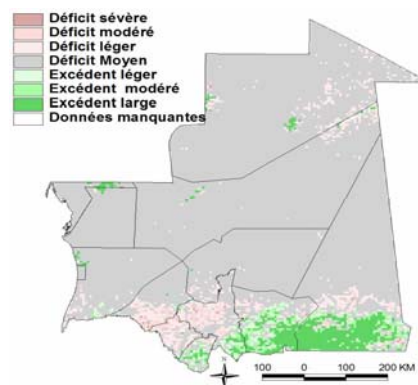 Déficit sévère
Déficit modéré
Déficit léger
Déficit Moyen
Excédent léger
Excédent modéré
Excédent large
Données manquantes
100 0 100 200 KM